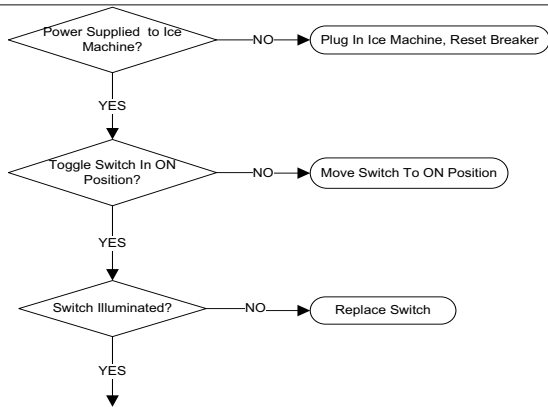 Power Supplied to Ice
Machine?
NO
Plug In Ice Machine, Reset Breaker
YES
Toggle Switch In ON
Position?
NO
Move Switch To ON Position
YES
Switch Illuminated?
NO
Replace Switch
YES